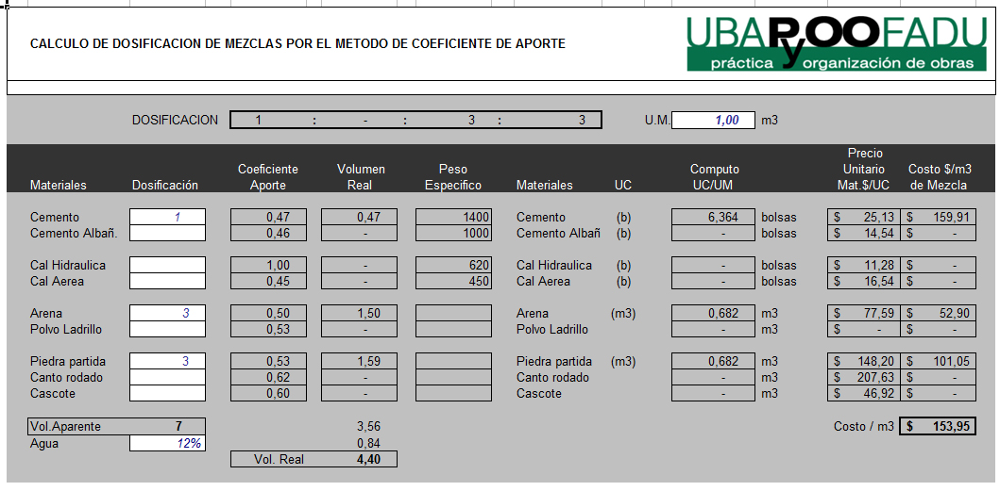 CALCULO DE DOSIFICACION DE MEZCLAS POR EL METODO DE COEFICIENTE DE APORTE
UBAPyOOFADU
práctica y organización de obras
DOSIFICACION 1 : - : 3 : 3 U.M. 1,00 m3
Materiales Dosificación Coeficiente Aporte Volumen Real Peso Especifico Materiales UC Computo UC/UM Precio Unitario Mat.$/UC Costo $/m3 de Mezcla
Cemento 1 0,47 0,47 1400 Cemento (b) 6,364 bolsas $ 25,13 $ 159,91
Cemento Albañ. 0,46 - 1000 Cemento Albañ (b) - bolsas $ 14,54 $ -
Cal Hidraulica 1,00 - 620 Cal Hidraulica (b) - bolsas $ 11,28 $ -
Cal Aerea 0,45 - 450 Cal Aerea (b) - bolsas $ 16,54 $ -
Arena 3 0,50 1,50 Arena (m3) 0,682 m3 $ 77,59 $ 52,90
Polvo Ladrillo 0,53 - Polvo Ladrillo - m3 $ - $ -
Piedra partida 3 0,53 1,59 Piedra partida (m3) 0,682 m3 $ 148,20 $ 101,05
Canto rodado 0,62 - Canto rodado - m3 $ 207,63 $ -
Cascote 0,60 - Cascote - m3 $ 46,92 $ -
Vol.Aparente 7 3,56 Costo / m3 $ 153,95
Agua 12% 0,84
Vol. Real 4,40